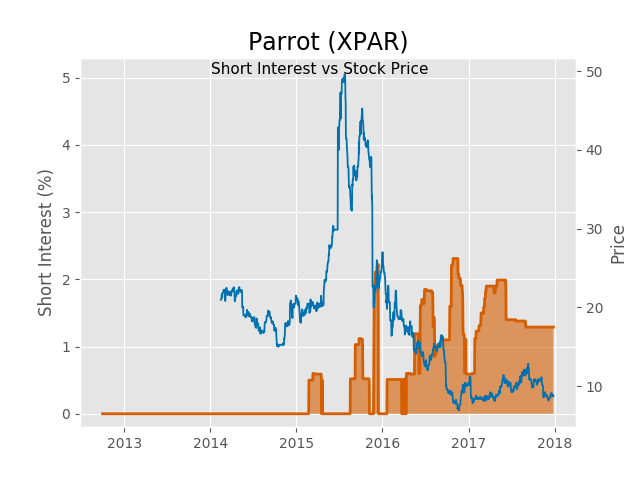 Parrot (XPAR)
Short Interest vs Stock Price
Short Interest (%)
5
4
3
2
1
0
50
40
30
20
10
Price
2013 2014 2015 2016 2017 2018